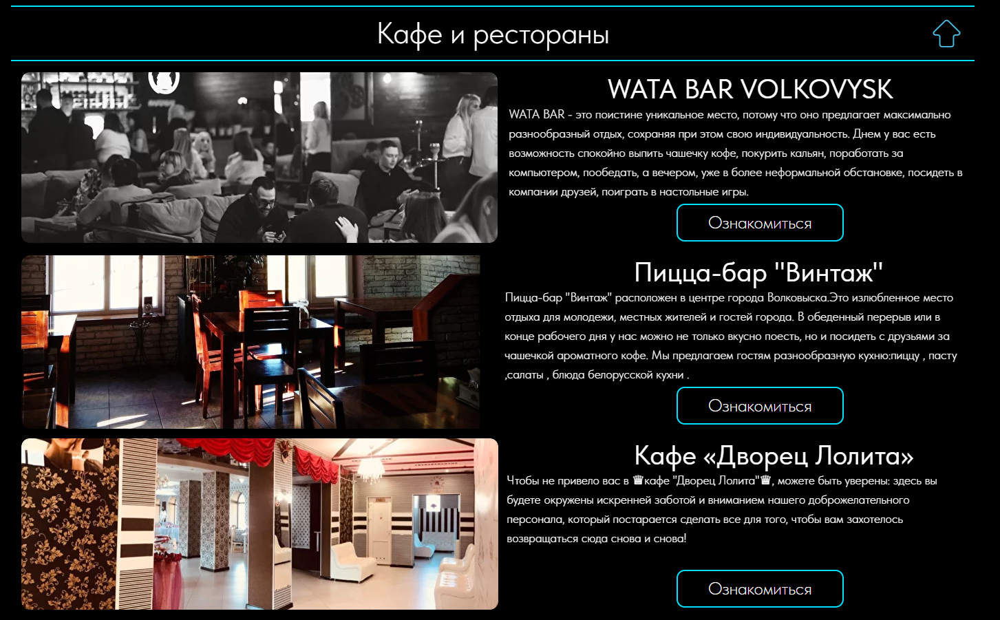 Кафе и рестораны
WATA BAR VOLKOVYSK
WATA BAR - это поистине уникальное место, потому что оно предлагает максимально
разнообразный отдых, сохраняя при этом свою индивидуальность. Днем у вас есть
возможность спокойно выпить чашечку кофе, покурить кальян, поработать за
компьютером, пообедать, а вечером, уже в более неформальной обстановке, посидеть в
компании друзей, поиграть в настольные игры.
Ознакомиться
Пицца-бар "Винтаж"
Пицца-бар "Винтаж" расположен в центре города Волковыска.Это излюбленное место
отдыха для молодежи, местных жителей и гостей города. В обеденный перерыв или в
конце рабочего дня у нас можно не только вкусно поесть, но и посидеть с друзьями за
чашечкой ароматного кофе. Мы предлагаем гостям разнообразную кухню:пиццу , пасту
,салаты , блюда белорусской кухни .
Ознакомиться
Кафе «Дворец Лолита»
Чтобы не привело вас в ♛кафе "Дворец Лолита"♛, можете быть уверены: здесь вы
будете окружены искренней заботой и вниманием нашего доброжелательного
персонала, который постарается сделать все для того, чтобы вам захотелось
возвращаться сюда снова и снова!
Ознакомиться